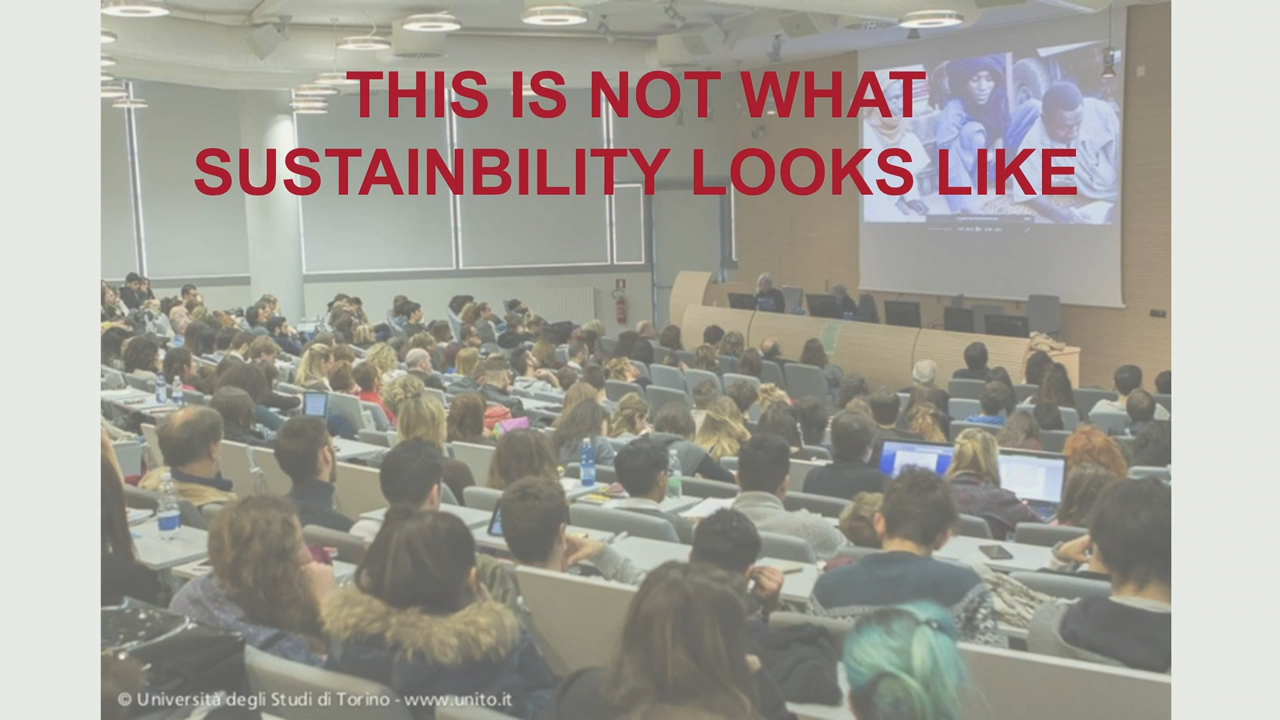 THIS IS NOT WHAT
SUSTAINBILITY LOOKS LIKE
© Università degli Studi di Torino - www.unito.it